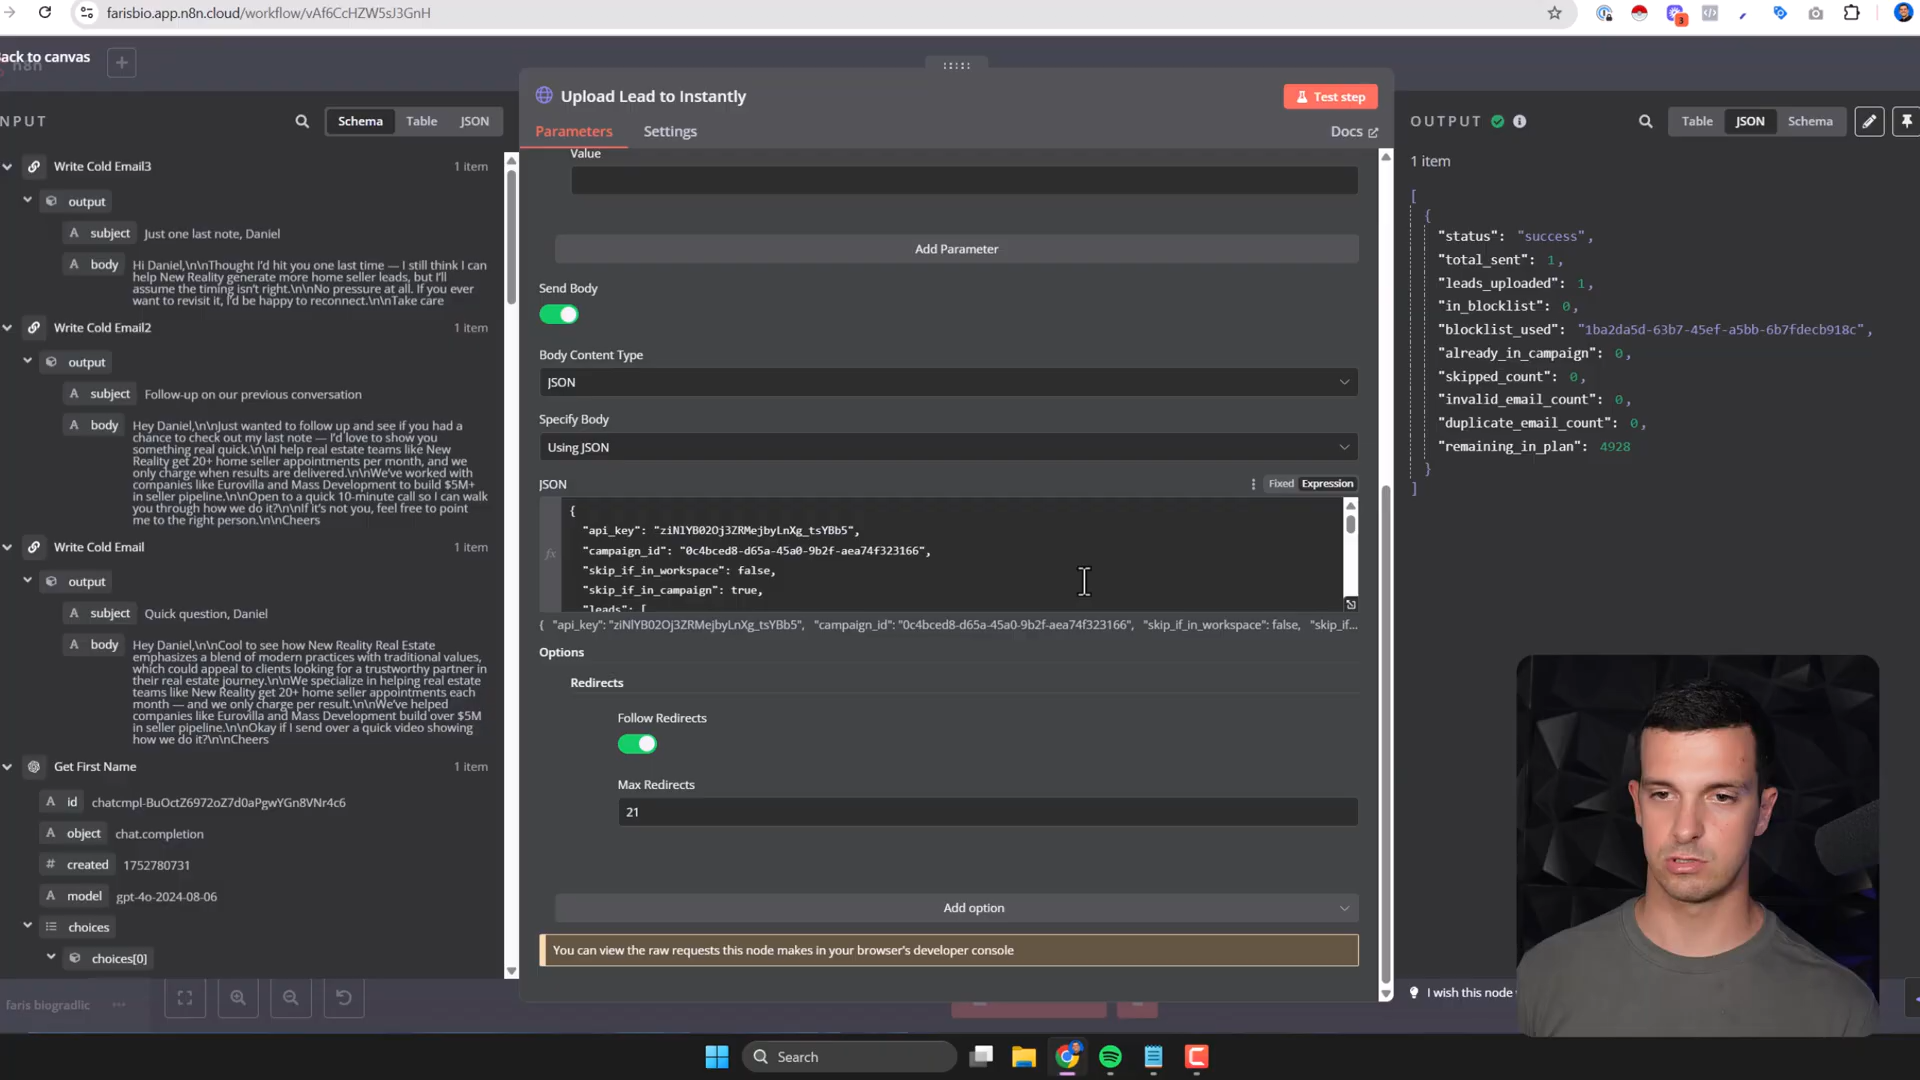 farisbio.app.n8n.cloud/workflow/vAf6CcHZW5sJ3GnH
3
ack to canvas
n8n
NPUT
Schema
Table
JSON
Write Cold Email3
1 item
output
A subject Just one last note, Daniel
A body Hi Daniel,\n\nThought I'd hit you one last time — I still think I can
help New Reality generate more home seller leads, but I'll
assume the timing isn't right.\n\nNo pressure at all. If you ever
want to revisit it, I'd be happy to reconnect.\n\nTake care
Write Cold Email2
1 item
output
A subject Follow-up on our previous conversation
A body Hey Daniel,\n\nJust wanted to follow up and see if you had a
chance to check out my last note — I'd love to show you
something real quick.\n\nI help real estate teams like New
Reality get 20+ home seller appointments per month, and we
only charge when results are delivered.\n\nWe've worked with
companies like Eurovilla and Mass Development to build $5M+
in seller pipeline.\n\nOpen to a quick 10-minute call so I can walk
you through how we do it?\n\nIf it's not you, feel free to point
me to the right person.\n\nCheers
Write Cold Email
1 item
output
A subject Quick question, Daniel
A body Hey Daniel,\n\nCool to see how New Reality Real Estate
emphasizes a blend of modern practices with traditional values,
which could appeal to clients looking for a trustworthy partner in
their real estate journey.\n\nWe specialize in helping real estate
teams like New Reality get 20+ home seller appointments each
month — and we only charge per result.\n\nWe've helped
companies like Eurovilla and Mass Development build over $5M
in seller pipeline.\n\nOkay if I send over a quick video showing
how we do it?\n\nCheers
Get First Name
1 item
A id chatcmpl-BuOctZ6972oZ7d0aPgwYGn8VNr4c6
A object chat.completion
# created 1752780731
A model gpt-4o-2024-08-06
choices
choices[0]
faris biogradlic
Upload Lead to Instantly
Test step
Parameters
Settings
Docs
Value
Add Parameter
Send Body
Body Content Type
JSON
Specify Body
Using JSON
JSON
Fixed
Expression
fx
{
"api_key": "ziNlYB02Oj3ZRMejbyLnXg_tsYBb5",
"campaign_id": "0c4bced8-d65a-45a0-9b2f-aea74f323166",
"skip_if_in_workspace": false,
"skip_if_in_campaign": true,
"leads": [
{ "api_key": "ziNlYB02Oj3ZRMejbyLnXg_tsYBb5", "campaign_id": "0c4bced8-d65a-45a0-9b2f-aea74f323166", "skip_if_in_workspace": false, "skip_if...
Options
Redirects
Follow Redirects
Max Redirects
21
Add option
You can view the raw requests this node makes in your browser's developer console
OUTPUT
Table
JSON
Schema
1 item
[
{
"status": "success",
"total_sent": 1,
"leads_uploaded": 1,
"in_blocklist": 0,
"blocklist_used": "1ba2da5d-63b7-45ef-a5bb-6b7fdecb918c",
"already_in_campaign": 0,
"skipped_count": 0,
"invalid_email_count": 0,
"duplicate_email_count": 0,
"remaining_in_plan": 4928
}
]
I wish this node
Search